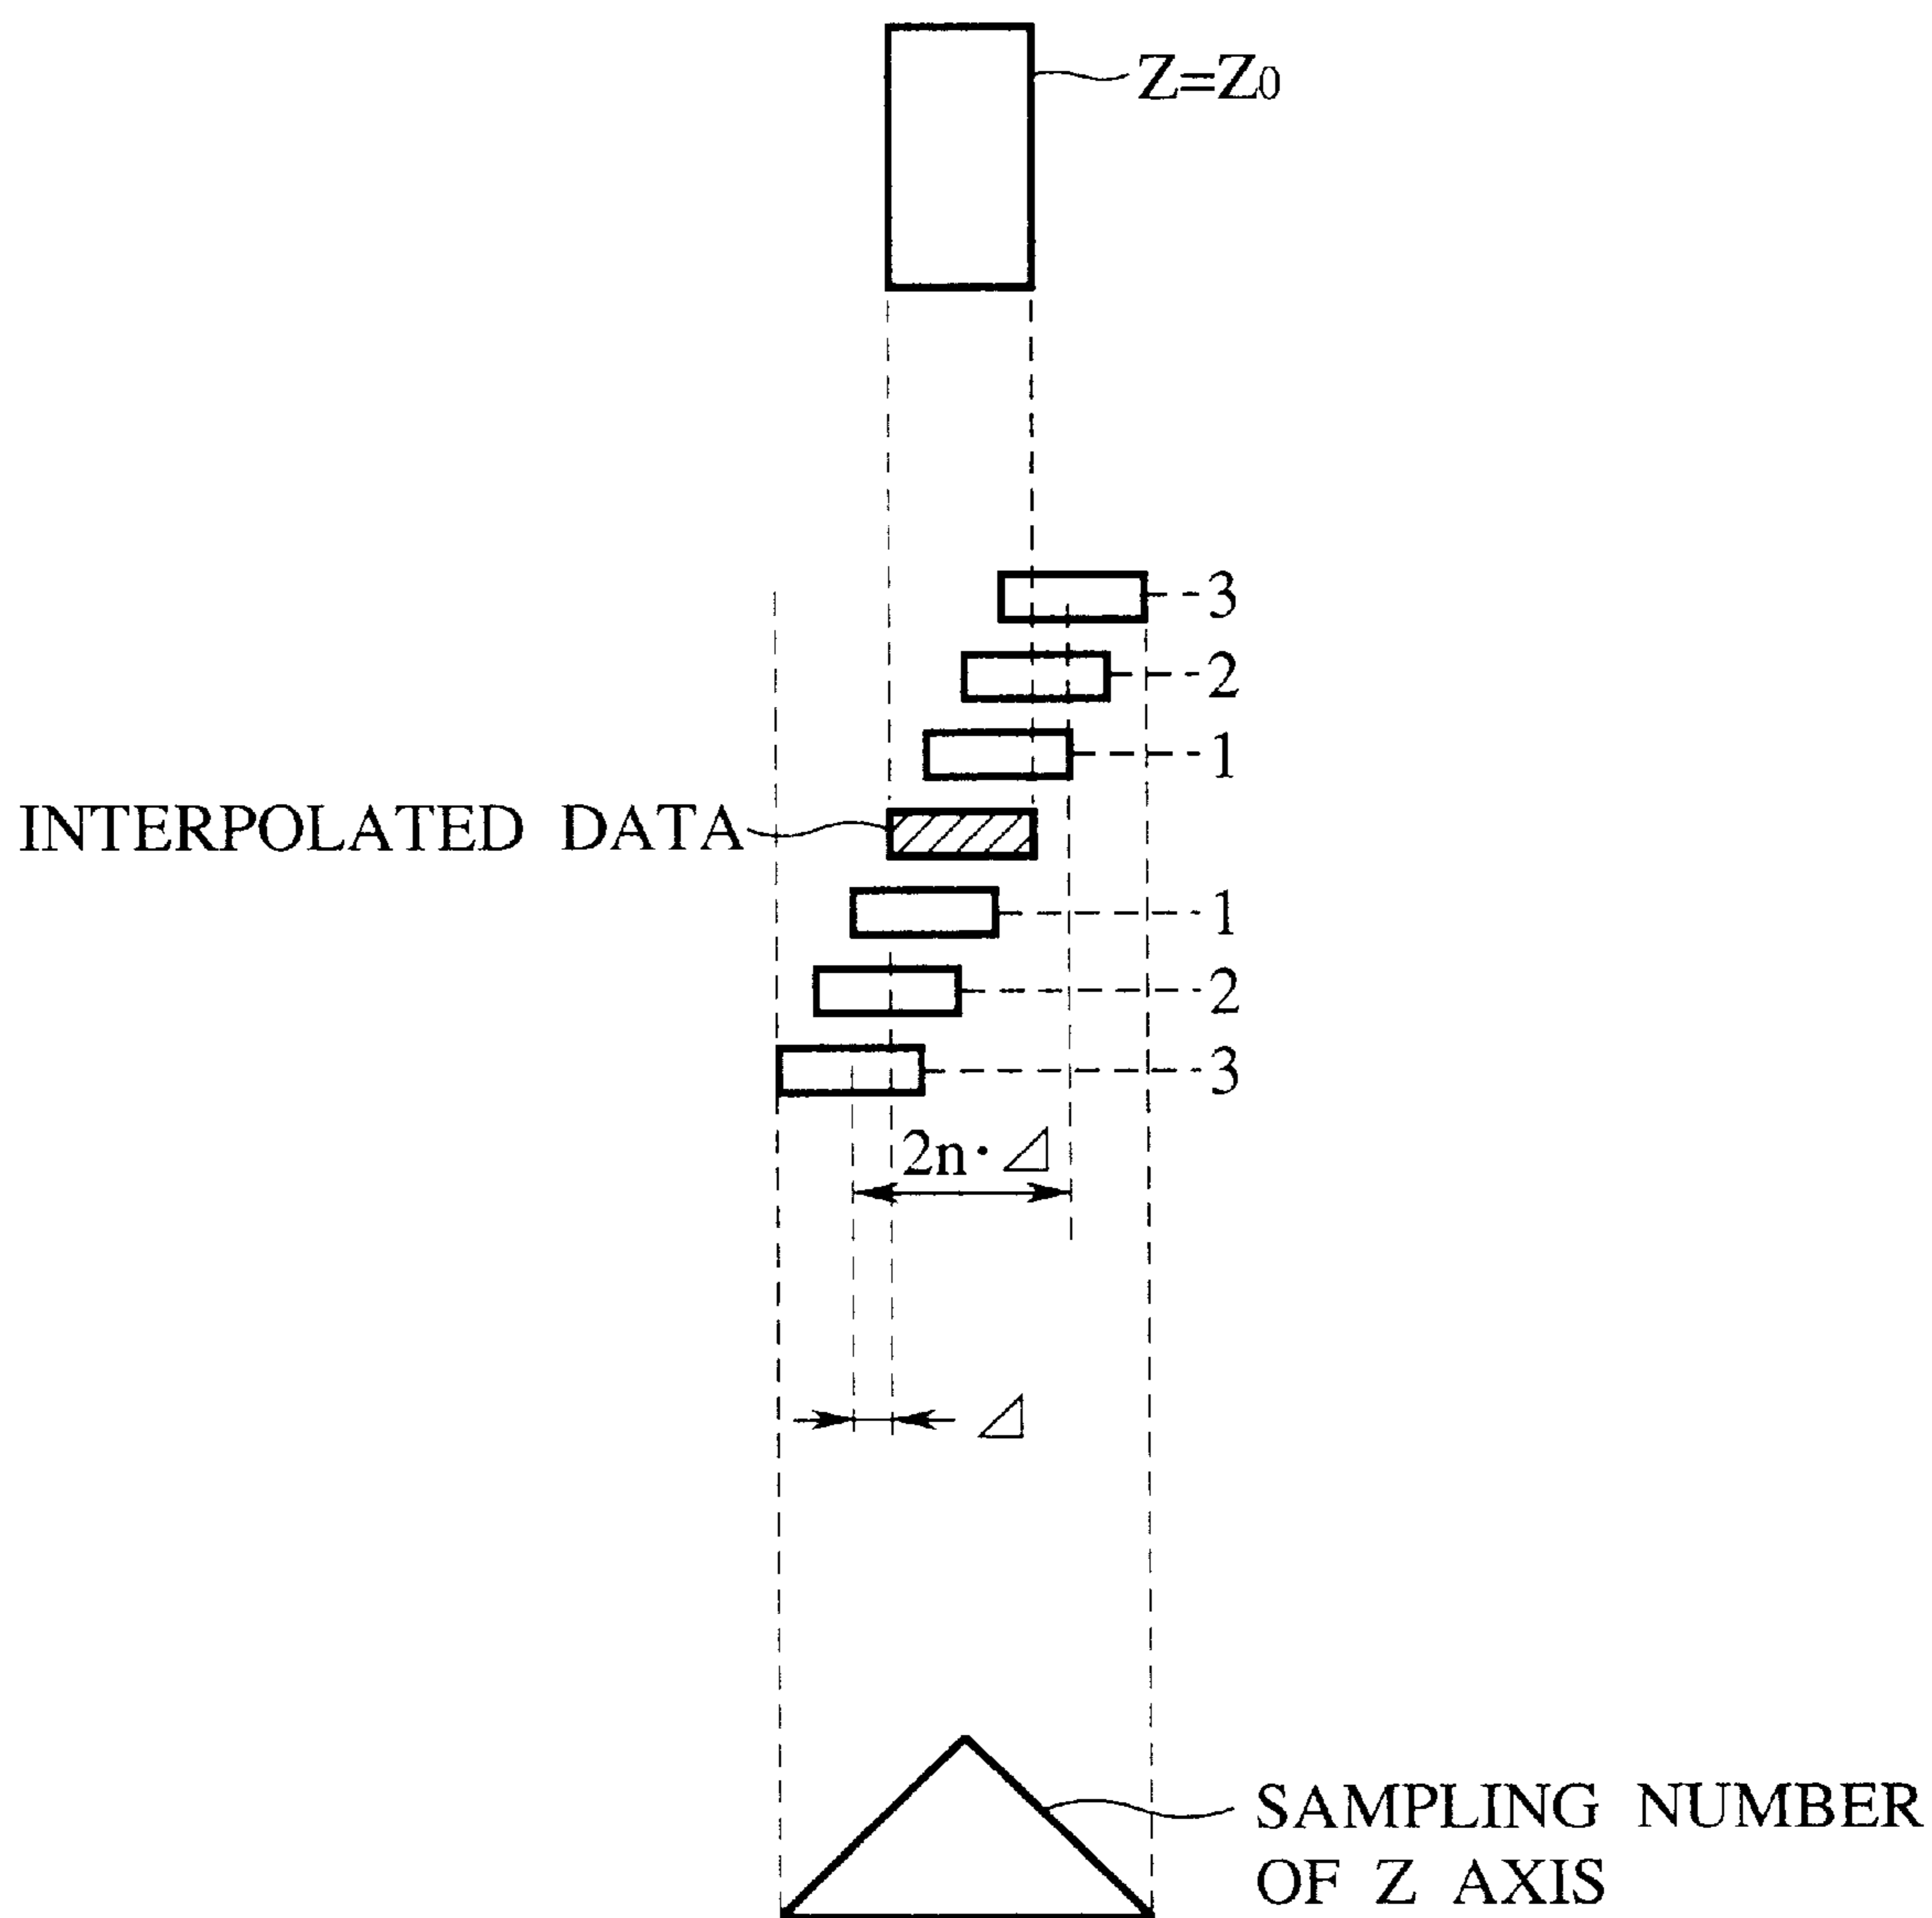 Z=Z0
3
2
1
INTERPOLATED DATA
1
2
3
2n·⊿
⊿
SAMPLING NUMBER
OF Z AXIS